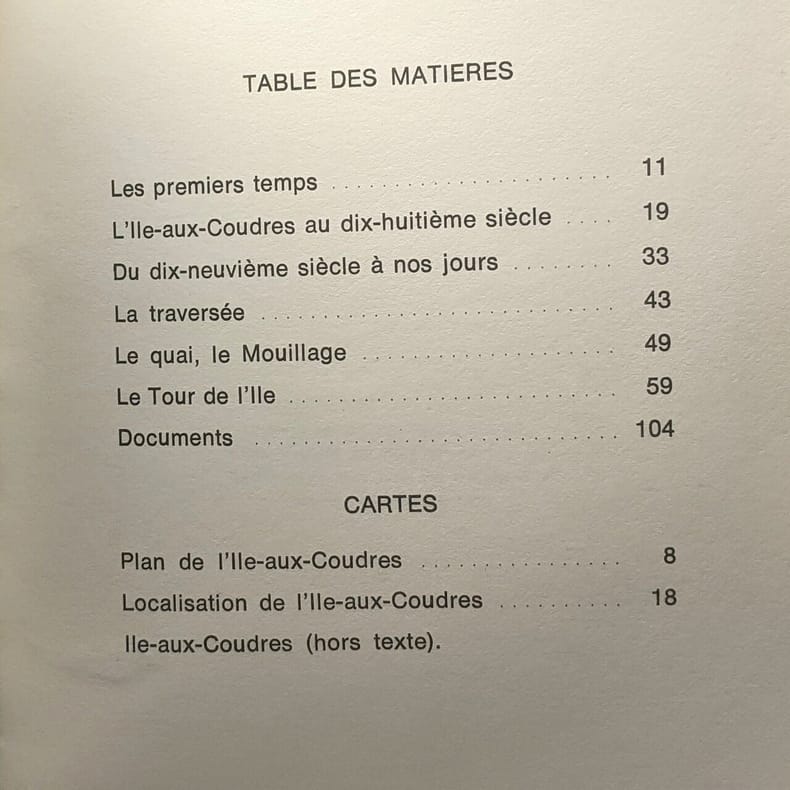 TABLE DES MATIERES
Les premiers temps .................... 11
L'Ile-aux-Coudres au dix-huitième siècle .... 19
Du dix-neuvième siècle à nos jours ........ 33
La traversée ........................ 43
Le quai, le Mouillage ................. 49
Le Tour de l'Ile ...................... 59
Documents ........................ 104
CARTES
Plan de l'Ile-aux-Coudres ............. 8
Localisation de l'Ile-aux-Coudres .......... 18
Ile-aux-Coudres (hors texte).